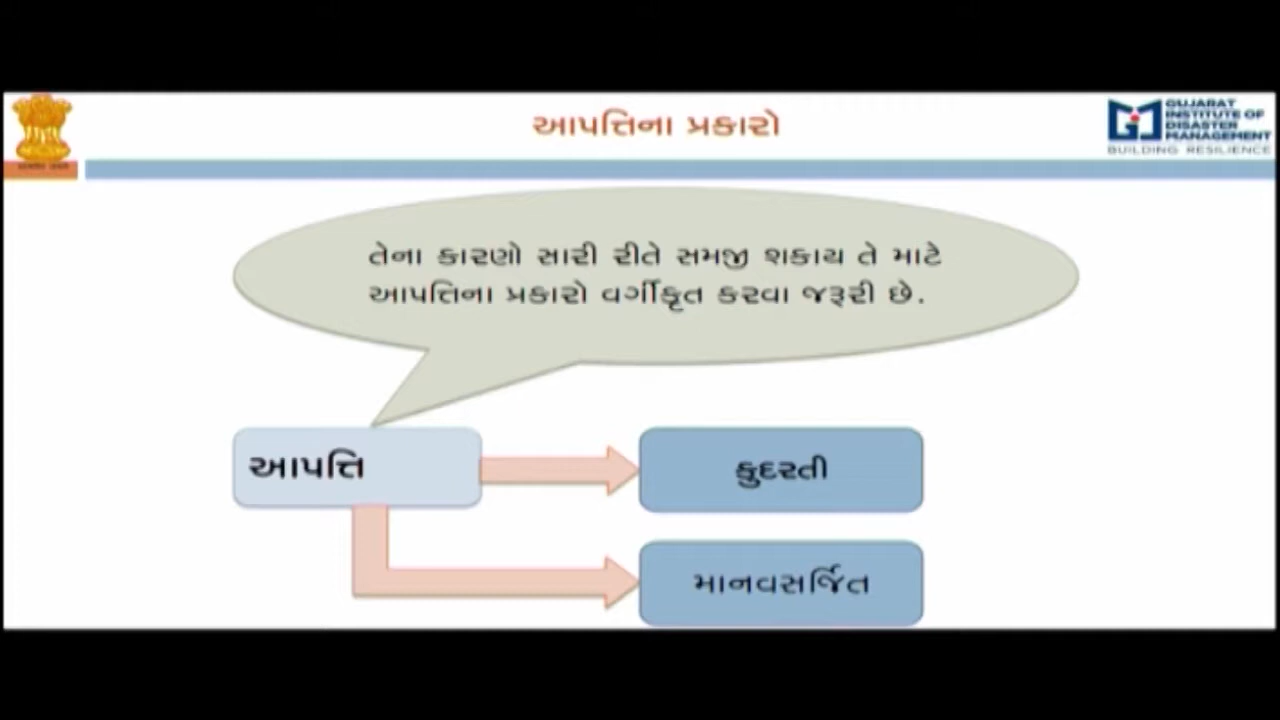 આપત્તિના પ્રકારો
GUJARAT
INSTITUTE OF
DISASTER
MANAGEMENT
BUILDING RESILIENCE
તેના કારણો સારી રીતે સમજી શકાય તે માટે
આપત્તિના પ્રકારો વર્ગીકૃત કરવા જરૂરી છે.
આપત્તિ
કુદરતી
માનવસર્જિત